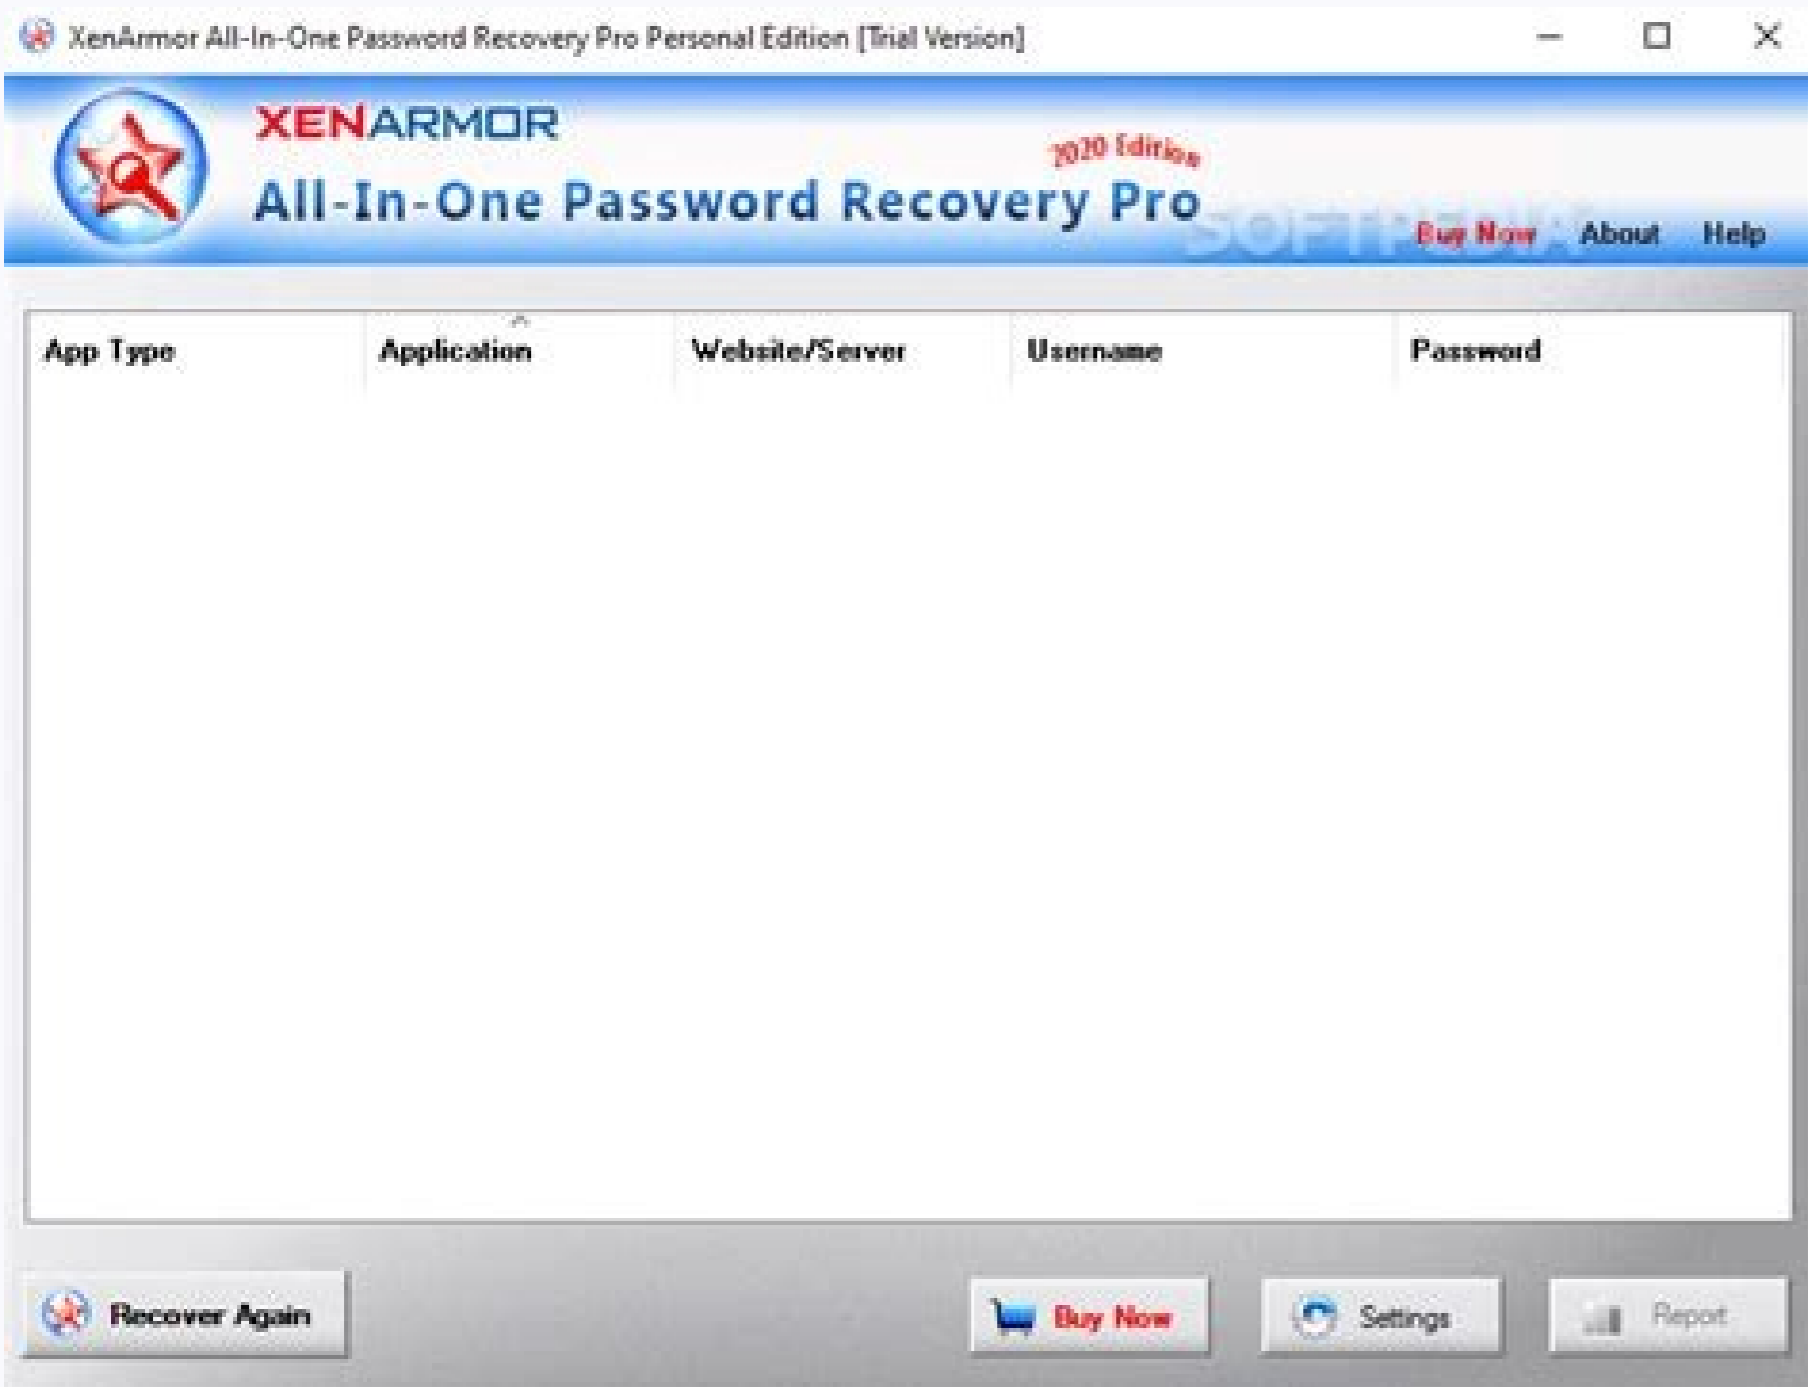 XenArmor All-In-One Password Recovery Pro Personal Edition [Trial Version]
XENARMOR
2020 Edition
All-In-One Password Recovery Pro
SOFTPEDIA
Buy Now About Help
App Type Application Website/Server Username Password
Recover Again Buy Now Settings Report